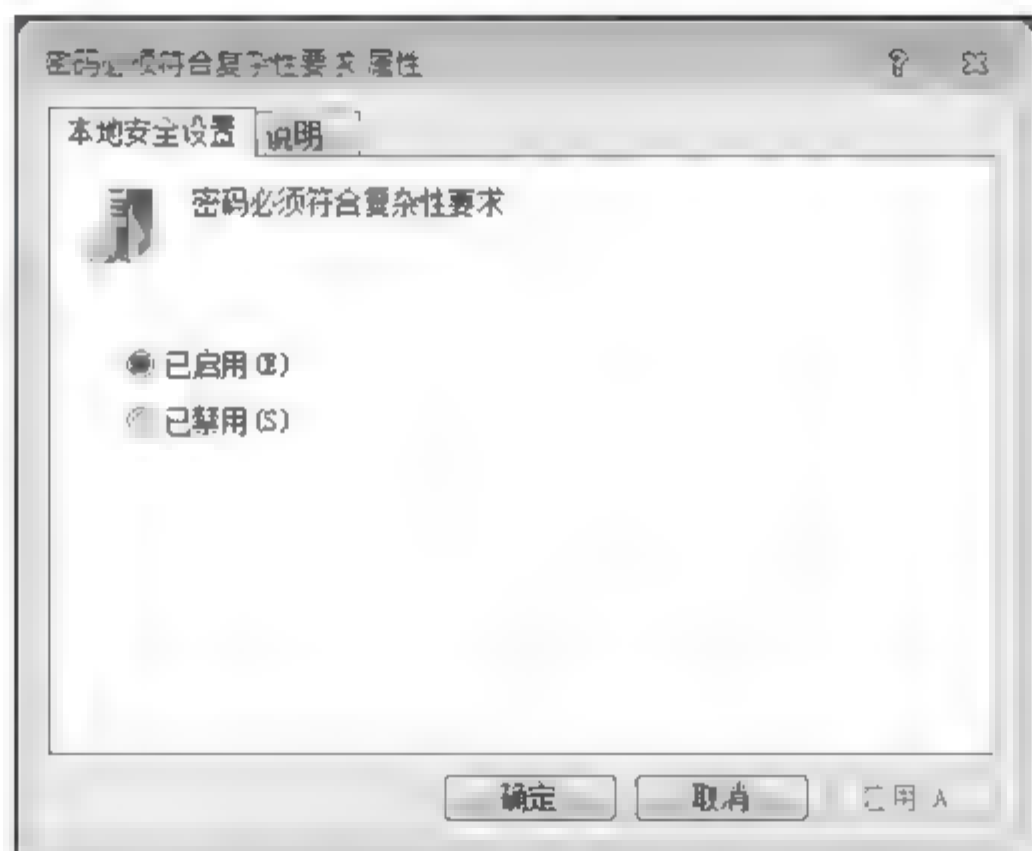 密码必须符合复杂性要求 属性
本地安全设置 说明
密码必须符合复杂性要求
已启用(E)
已禁用(S)
确定 取消 应用(A)